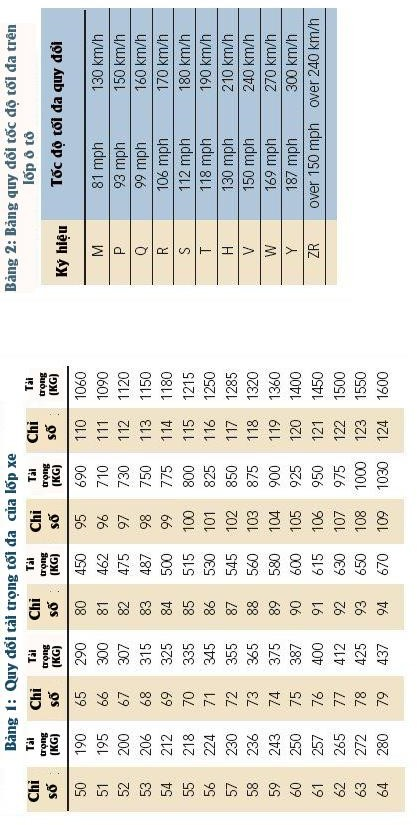 Bảng 1: Quy đổi tải trọng tối đa của lốp xe
Chỉ số Tải trọng (KG) Chỉ số Tải trọng (KG) Chỉ số Tải trọng (KG) Chỉ số Tải trọng (KG) Chỉ số Tải trọng (KG)
50 190 65 290 80 450 95 690 110 1060
51 195 66 300 81 462 96 710 111 1090
52 200 67 307 82 475 97 730 112 1120
53 206 68 315 83 487 98 750 113 1150
54 212 69 325 84 500 99 775 114 1180
55 218 70 335 85 515 100 800 115 1215
56 224 71 345 86 530 101 825 116 1250
57 230 72 355 87 545 102 850 117 1285
58 236 73 365 88 560 103 875 118 1320
59 243 74 375 89 580 104 900 119 1360
60 250 75 387 90 600 105 925 120 1400
61 257 76 400 91 615 106 950 121 1450
62 265 77 412 92 630 107 975 122 1500
63 272 78 425 93 650 108 1000 123 1550
64 280 79 437 94 670 109 1030 124 1600
Bảng 2: Bảng quy đổi tốc độ tối đa trên
lốp ô tô
Ký hiệu Tốc độ tối đa quy đổi
M 81 mph 130 km/h
P 93 mph 150 km/h
Q 99 mph 160 km/h
R 106 mph 170 km/h
S 112 mph 180 km/h
T 118 mph 190 km/h
H 130 mph 210 km/h
V 150 mph 240 km/h
W 169 mph 270 km/h
Y 187 mph 300 km/h
ZR over 150 mph over 240 km/h